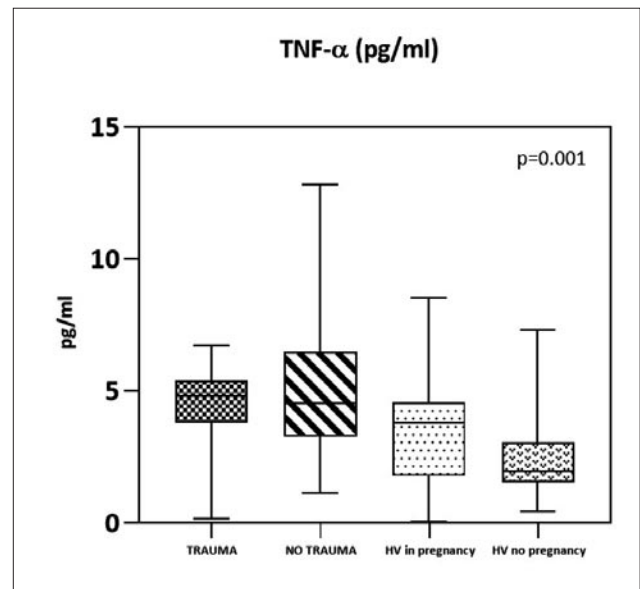 TNF-α (pg/ml)
15
p=0.001
10
pg/ml
5
0
TRAUMA NO TRAUMA HV in pregnancy HV no pregnancy